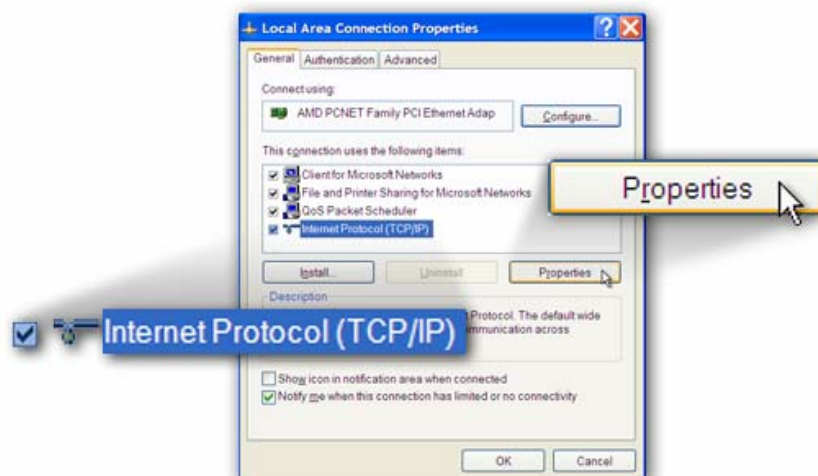 Local Area Connection Properties
General Authentication Advanced
Connect using:
AMD PCNET Family PCI Ethernet Adap
Configure...
This connection uses the following items:
Client for Microsoft Networks
File and Printer Sharing for Microsoft Networks
QoS Packet Scheduler
Internet Protocol (TCP/IP)
Properties
Install... Uninstall Properties
Description
Protocol. The default wide
communication across
Internet Protocol (TCP/IP)
Show icon in notification area when connected
Notify me when this connection has limited or no connectivity
OK Cancel